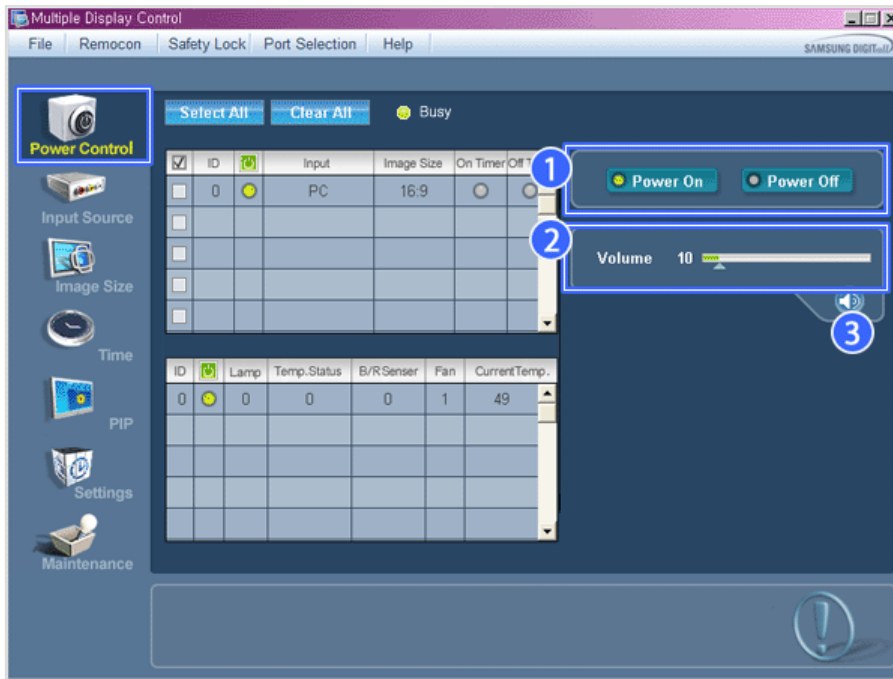 Multiple Display Control
File Remocon Safety Lock Port Selection Help
SAMSUNG DIGITall
Select All Clear All Busy
Power Control
Input Source
Image Size
Time
PIP
Settings
Maintenance
ID Input Image Size On Timer Off T
0 PC 16:9
1
Power On Power Off
2
Volume 10
3
ID Lamp Temp.Status B/RSenser Fan CurrentTemp.
0 0 0 0 1 49